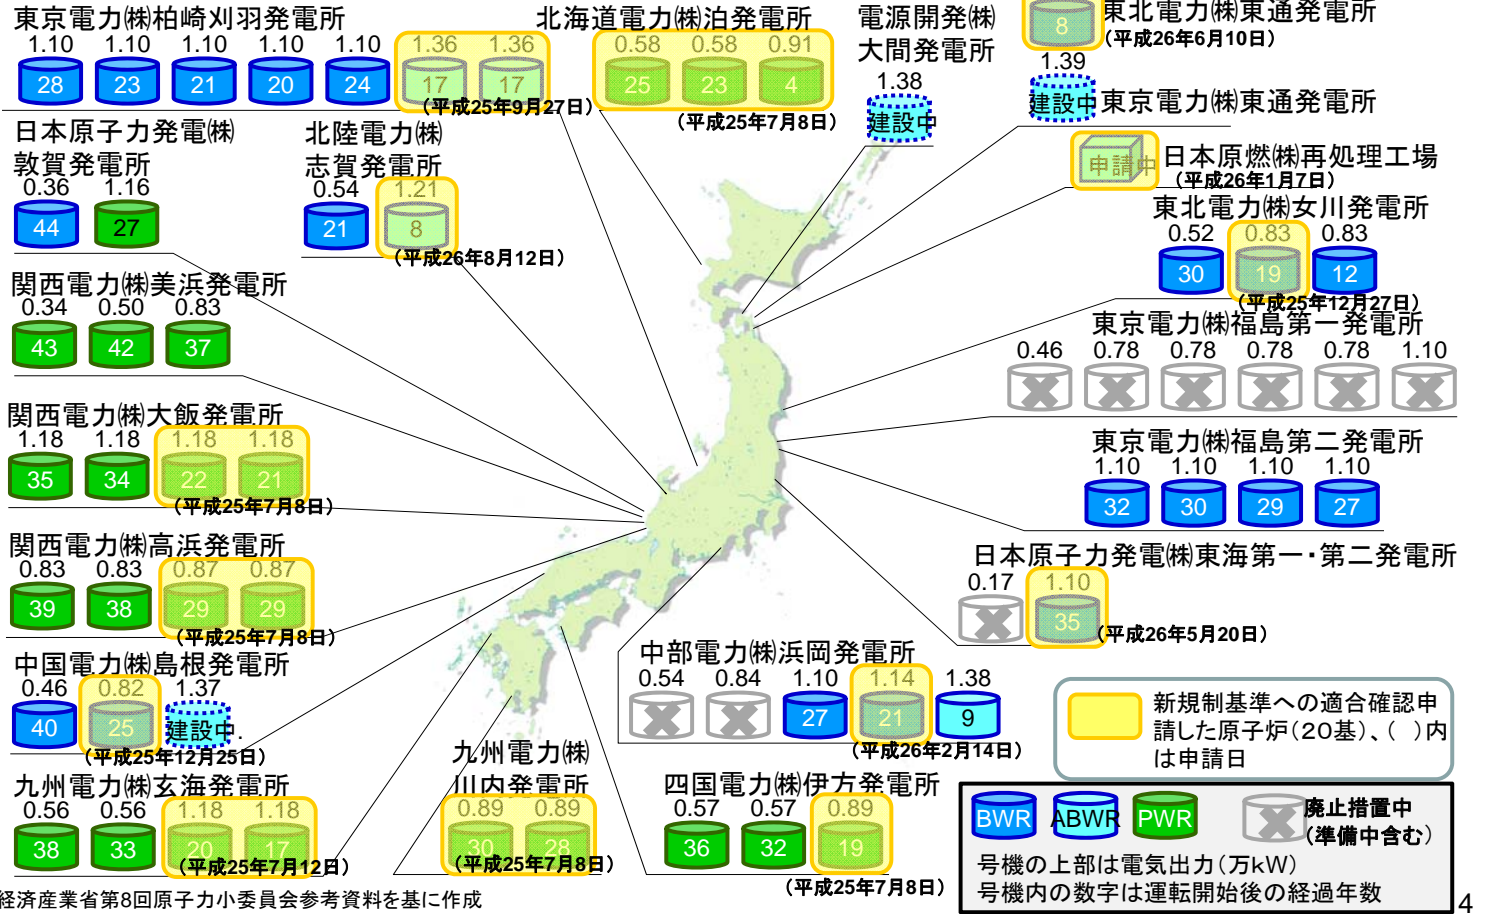 東京電力㈱柏崎刈羽発電所
1.10 1.10 1.10 1.10 1.10 1.36 1.36
28 23 21 20 24 17 17
(平成25年9月27日)
北海道電力㈱泊発電所
0.58 0.58 0.91
25 23 4
(平成25年7月8日)
電源開発㈱
大間発電所
1.38
建設中
東北電力㈱東通発電所
8
(平成26年6月10日)
1.39
建設中
東京電力㈱東通発電所
申請中
日本原燃㈱再処理工場
(平成26年1月7日)
日本原子力発電㈱
敦賀発電所
0.36 1.16
44 27
北陸電力㈱
志賀発電所
0.54 1.21
21 8
(平成26年8月12日)
東北電力㈱女川発電所
0.52 0.83 0.83
30 19 12
(平成25年12月27日)
関西電力㈱美浜発電所
0.34 0.50 0.83
43 42 37
東京電力㈱福島第一発電所
0.46 0.78 0.78 0.78 0.78 1.10
関西電力㈱大飯発電所
1.18 1.18 1.18 1.18
35 34 22 21
(平成25年7月8日)
東京電力㈱福島第二発電所
1.10 1.10 1.10 1.10
32 30 29 27
関西電力㈱高浜発電所
0.83 0.83 0.87 0.87
39 38 29 29
(平成25年7月8日)
日本原子力発電㈱東海第一・第二発電所
0.17 1.10
35
(平成26年5月20日)
中国電力㈱島根発電所
0.46 0.82 1.37
40 25 建設中.
(平成25年12月25日)
中部電力㈱浜岡発電所
0.54 0.84 1.10 1.14 1.38
27 21 9
(平成26年2月14日)
九州電力㈱玄海発電所
0.56 0.56 1.18 1.18
38 33 20 17
(平成25年7月12日)
九州電力㈱
川内発電所
0.89 0.89
30 28
(平成25年7月8日)
四国電力㈱伊方発電所
0.57 0.57 0.89
36 32 19
(平成25年7月8日)
新規制基準への適合確認申
請した原子炉(20基)、( )内
は申請日
BWR ABWR PWR
廃止措置中
(準備中含む)
号機の上部は電気出力(万kW)
号機内の数字は運転開始後の経過年数
経済産業省第8回原子力小委員会参考資料を基に作成
4